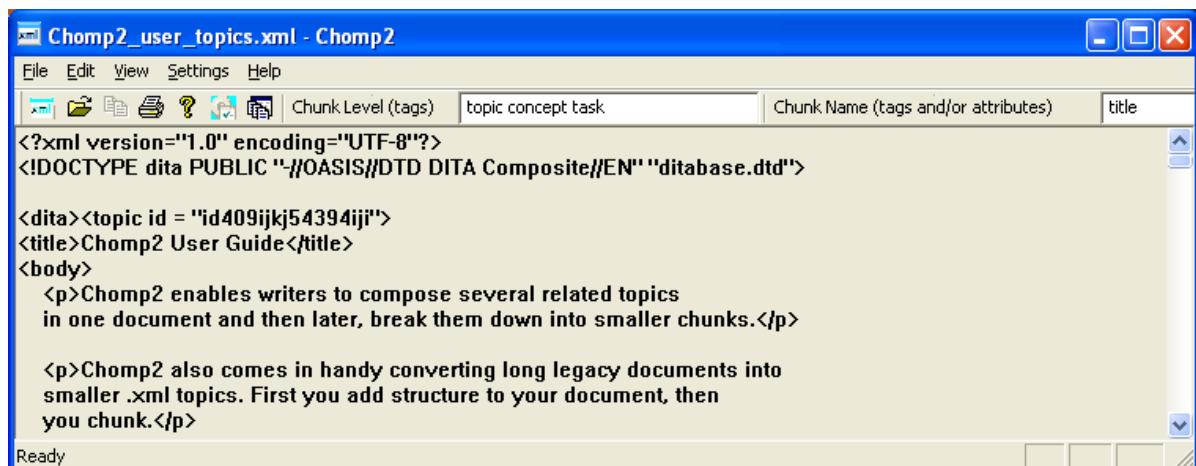 Chomp2_user_topics.xml - Chomp2
File Edit View Settings Help
Chunk Level (tags) topic concept task Chunk Name (tags and/or attributes) title
<?xml version="1.0" encoding="UTF-8"?>
<!DOCTYPE dita PUBLIC "-//OASIS//DTD DITA Composite//EN" "ditabase.dtd">
<dita><topic id = "id409ijkj54394iji">
<title>Chomp2 User Guide</title>
<body>
<p>Chomp2 enables writers to compose several related topics
in one document and then later, break them down into smaller chunks.</p>
<p>Chomp2 also comes in handy converting long legacy documents into
smaller .xml topics. First you add structure to your document, then
you chunk.</p>
Ready